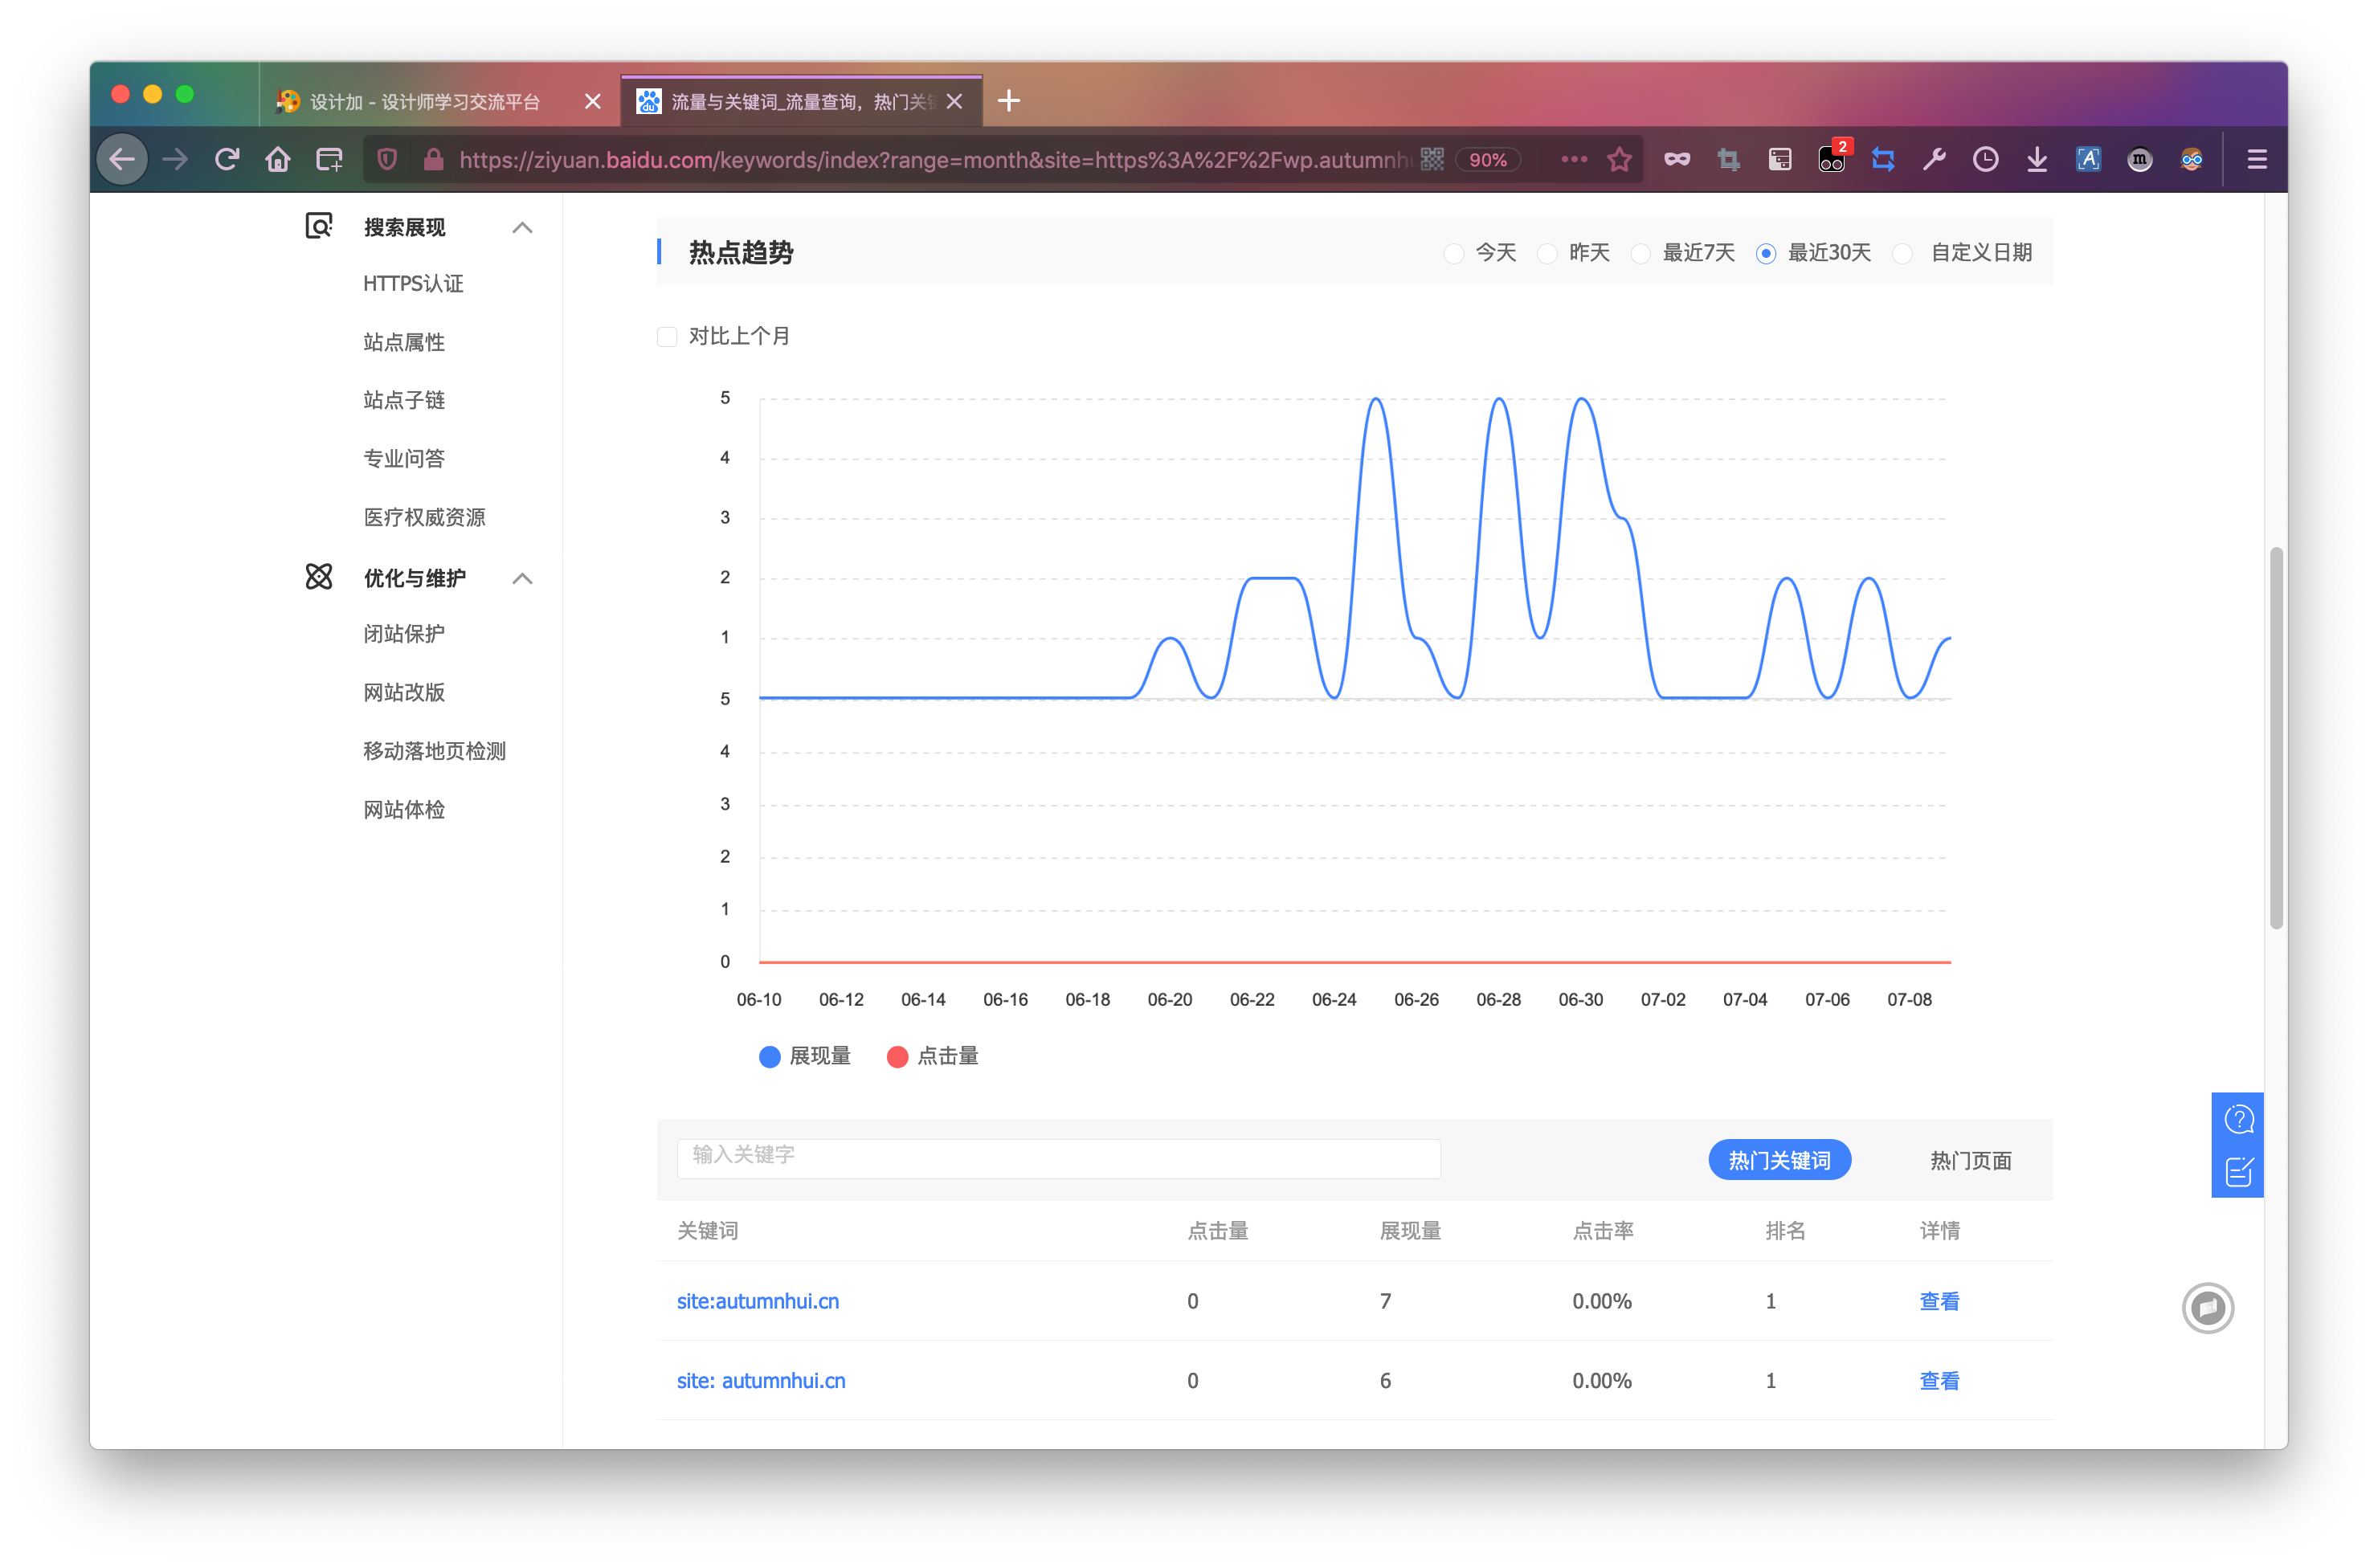 设计加 - 设计师学习交流平台
流量与关键词_流量查询，热门关键
https://ziyuan.baidu.com/keywords/index?range=month&site=https%3A%2F%2Fwp.autumnhu
90%
2
搜索展现
HTTPS认证
站点属性
站点子链
专业问答
医疗权威资源
优化与维护
闭站保护
网站改版
移动落地页检测
网站体检
热点趋势
今天 昨天 最近7天 最近30天 自定义日期
对比上个月
5
4
3
2
1
5
4
3
2
1
0
06-10 06-12 06-14 06-16 06-18 06-20 06-22 06-24 06-26 06-28 06-30 07-02 07-04 07-06 07-08
展现量 点击量
输入关键字 热门关键词 热门页面
关键词 点击量 展现量 点击率 排名 详情
site:autumnhui.cn 0 7 0.00% 1 查看
site: autumnhui.cn 0 6 0.00% 1 查看